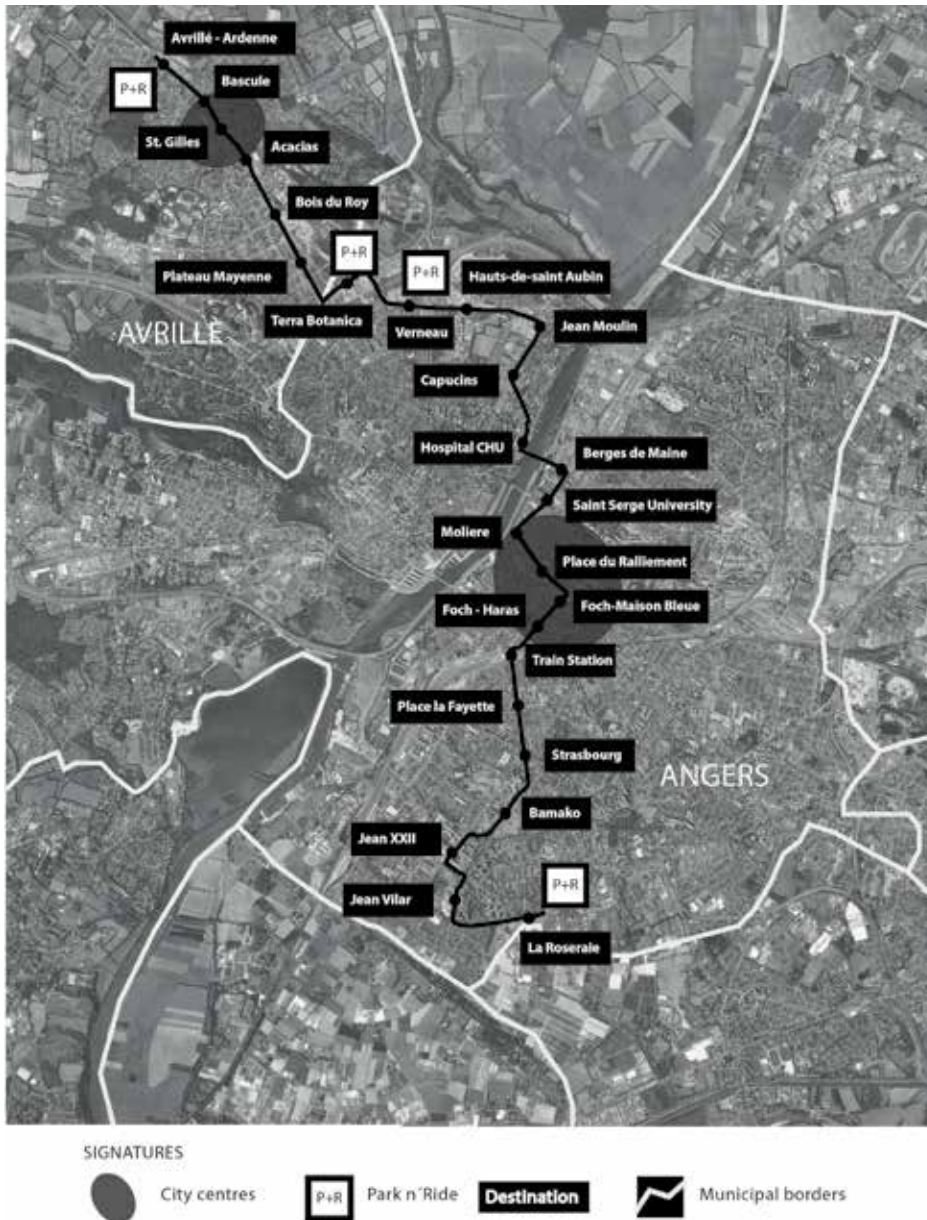 Avrillé - Ardenne
Bascule
P+R
St. Gilles
Acacias
Bois du Roy
P+R
P+R
Plateau Mayenne
Hauts-de-saint Aubin
Terra Botanica
Verneau
Jean Moulin
AVRILLE
Capucins
Hospital CHU
Berges de Maine
Saint Serge University
Moliere
Place du Ralliement
Foch - Haras
Foch-Maison Bleue
Train Station
Place la Fayette
Strasbourg
ANGERS
Bamako
Jean XXII
P+R
Jean Vilar
La Roseraie
SIGNATURES
City centres
P+R
Park n´Ride
Destination
Municipal borders